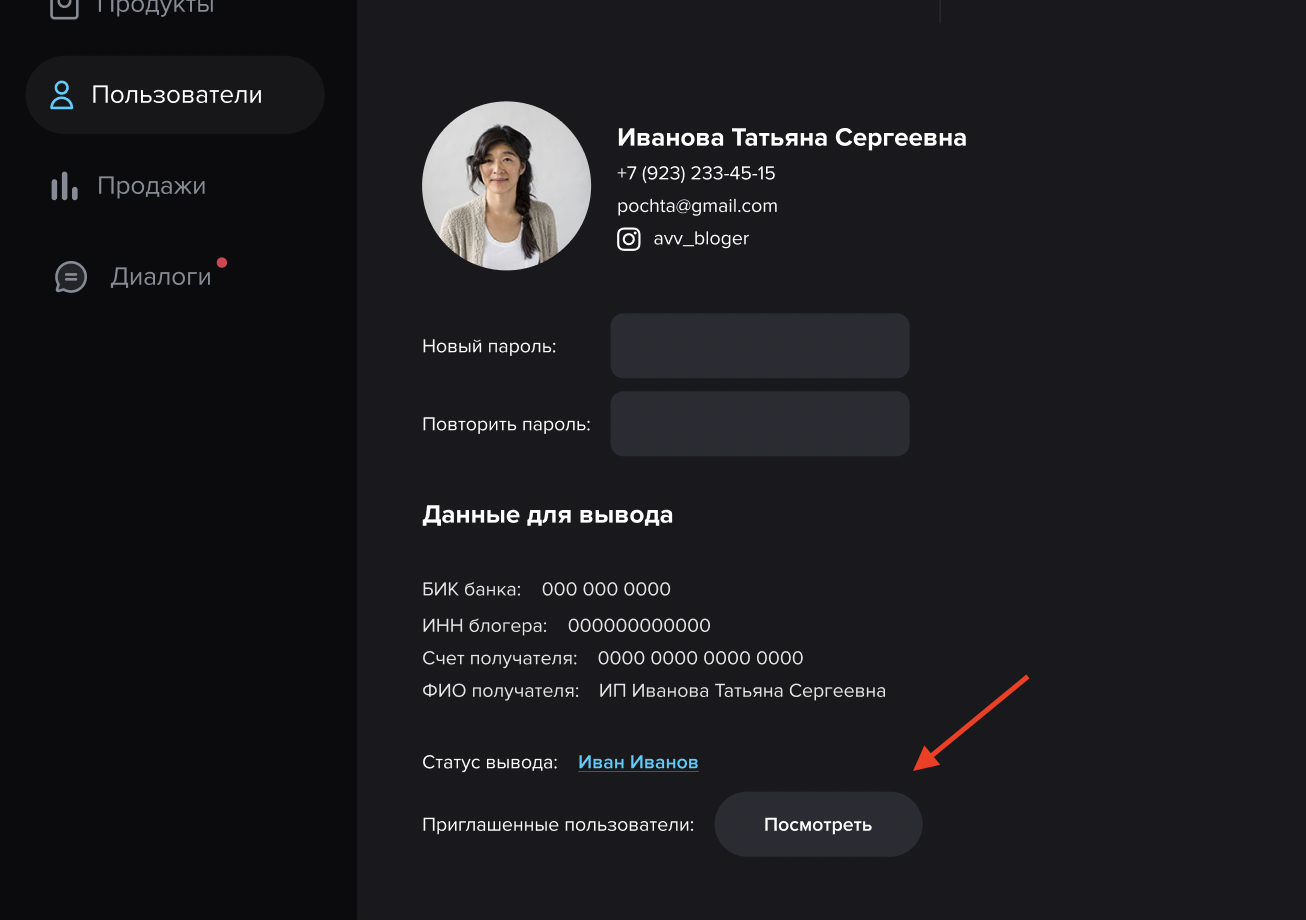 Продукты
Пользователи
Продажи
Диалоги
Иванова Татьяна Сергеевна
+7 (923) 233-45-15
pochta@gmail.com
avv_bloger
Новый пароль:
Повторить пароль:
Данные для вывода
БИК банка: 000 000 0000
ИНН блогера: 000000000000
Счет получателя: 0000 0000 0000 0000
ФИО получателя: ИП Иванова Татьяна Сергеевна
Статус вывода: Иван Иванов
Приглашенные пользователи: Посмотреть